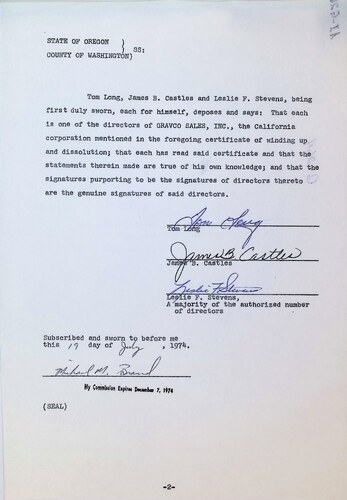 STATE OF OREGON )
) SS:
COUNTY OF WASHINGTON)
Tom Long, James B. Castles and Leslie F. Stevens, being
first duly sworn, each for himself, deposes and says: That each
is one of the directors of GRAVCO SALES, INC., the California
corporation mentioned in the foregoing certificate of winding up
and dissolution; that each has read said certificate and that the
statements therein made are true of his own knowledge; and that the
signatures purporting to be the signatures of directors thereto
are the genuine signatures of said directors.
Tom Long
Tom Long
James B. Castles
James B. Castles
Leslie F. Stevens
Leslie F. Stevens,
A majority of the authorized number
of directors
Subscribed and sworn to before me
this 17 day of July, 1974.
Michael M.
My Commission Expires December 7, 1974
(SEAL)
-2-